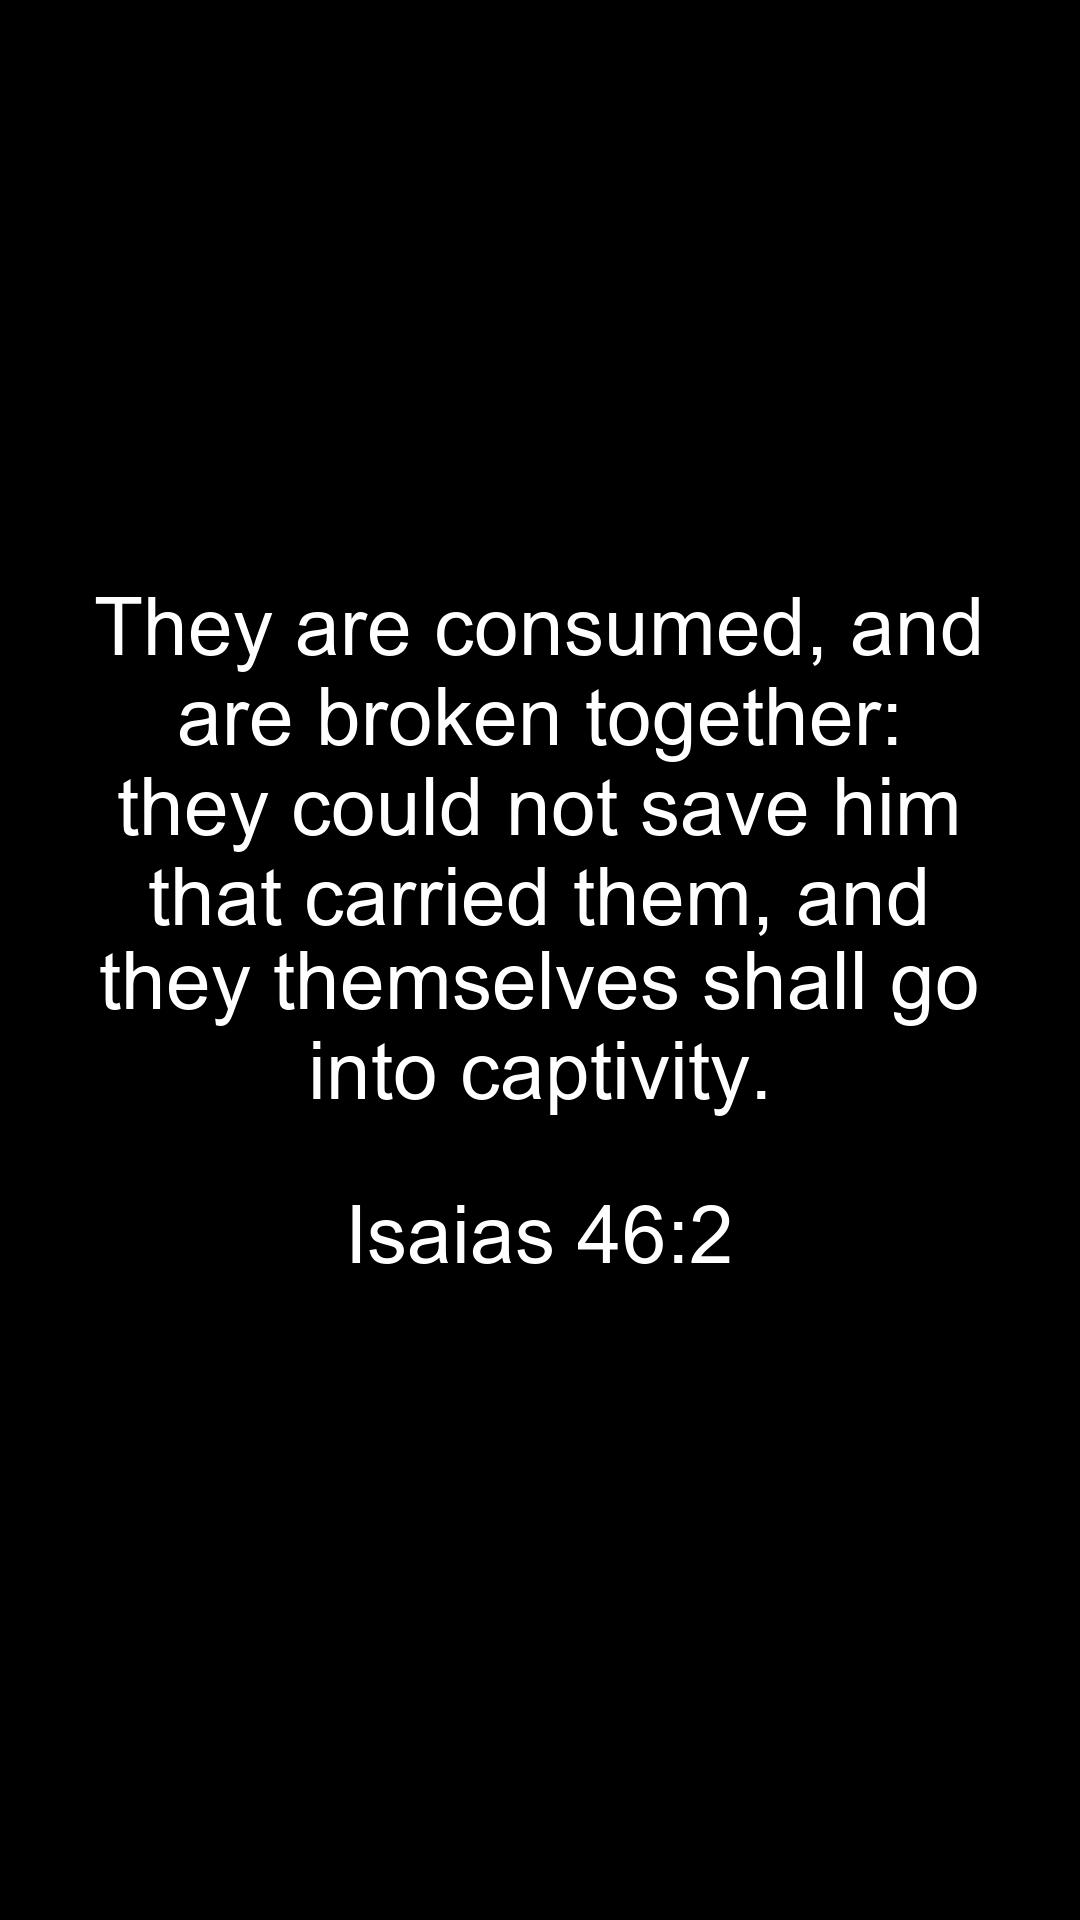 They are consumed, and
are broken together:
they could not save him
that carried them, and
they themselves shall go
into captivity.
Isaias 46:2